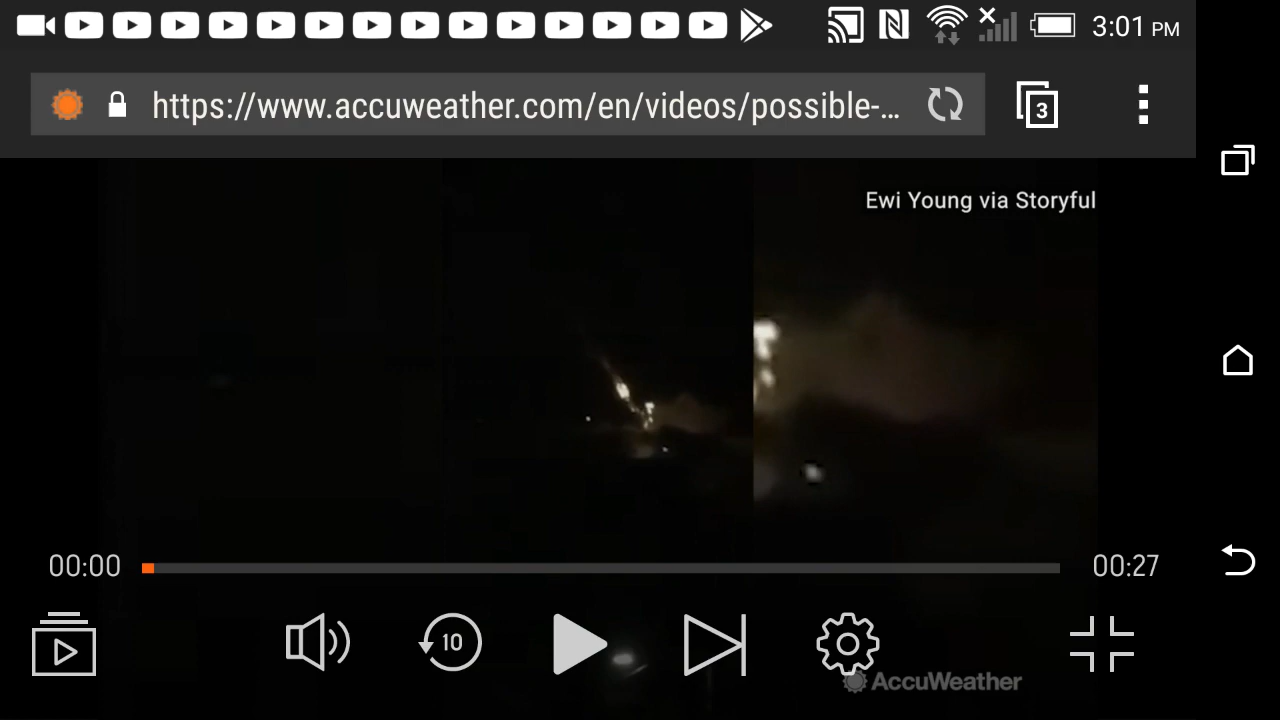 3:01 PM
https://www.accuweather.com/en/videos/possible-...
3
Ewi Young via Storyful
00:00
00:27
10
AccuWeather